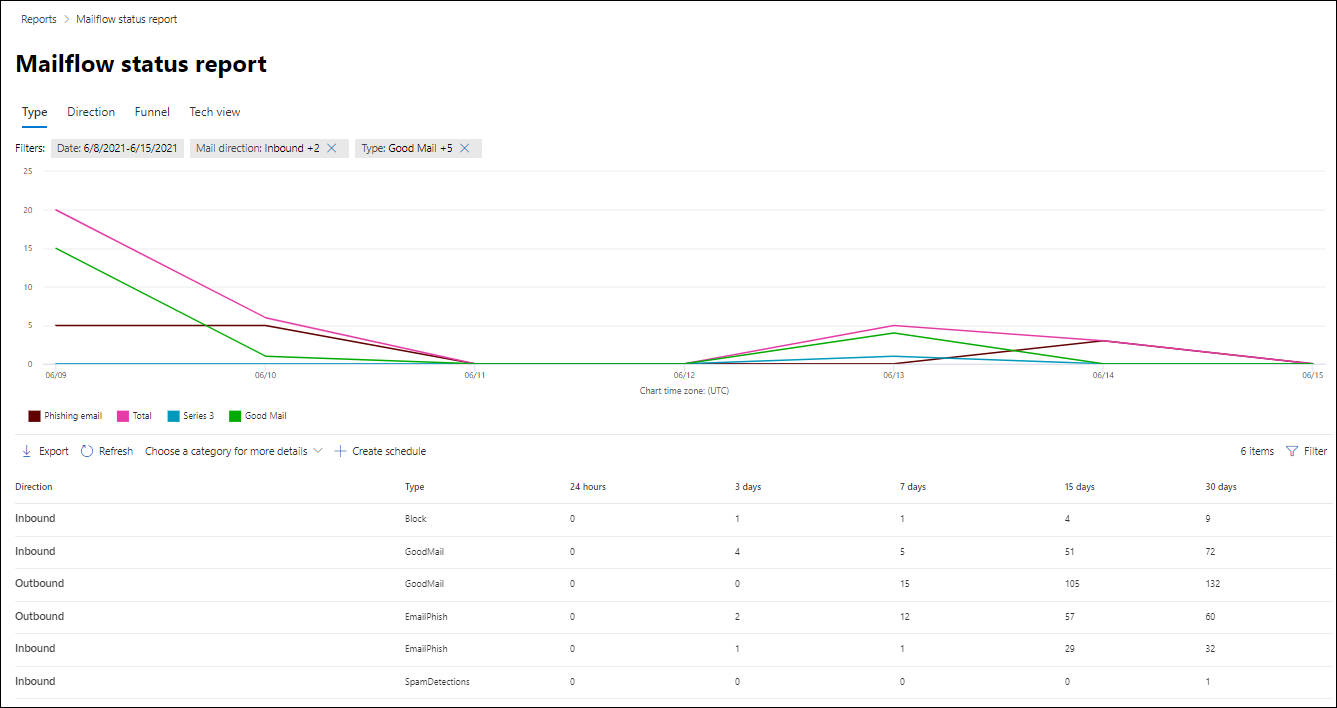 Reports > Mailflow status report
Mailflow status report
Type Direction Funnel Tech view
Filters: Date: 6/8/2021-6/15/2021 Mail direction: Inbound +2 Type: Good Mail +5
25
20
15
10
5
0
06/09 06/10 06/11 06/12 06/13 06/14 06/15
Chart time zone: (UTC)
Phishing email Total Series 3 Good Mail
Export Refresh Choose a category for more details Create schedule 6 items Filter
Direction Type 24 hours 3 days 7 days 15 days 30 days
Inbound Block 0 1 1 4 9
Inbound GoodMail 0 4 5 51 72
Outbound GoodMail 0 0 15 105 132
Outbound EmailPhish 0 2 12 57 60
Inbound EmailPhish 0 1 1 29 32
Inbound SpamDetections 0 0 0 0 1